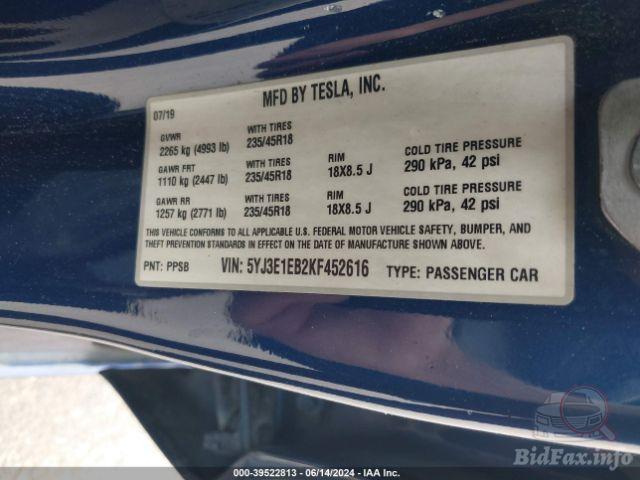 MFD BY TESLA, INC.
07/19
GVWR WITH TIRES
2265 kg (4993 lb) 235/45R18
GAWR FRT WITH TIRES RIM COLD TIRE PRESSURE
1110 kg (2447 lb) 235/45R18 18X8.5 J 290 kPa, 42 psi
GAWR RR WITH TIRES RIM COLD TIRE PRESSURE
1257 kg (2771 lb) 235/45R18 18X8.5 J 290 kPa, 42 psi
THIS VEHICLE CONFORMS TO ALL APPLICABLE U.S. FEDERAL MOTOR VEHICLE SAFETY, BUMPER, AND
THEFT PREVENTION STANDARDS IN EFFECT ON THE DATE OF MANUFACTURE SHOWN ABOVE.
PNT: PPSB VIN: 5YJ3E1EB2KF452616 TYPE: PASSENGER CAR
BidFax.info
000-39522813 - 06/14/2024 - IAA Inc.